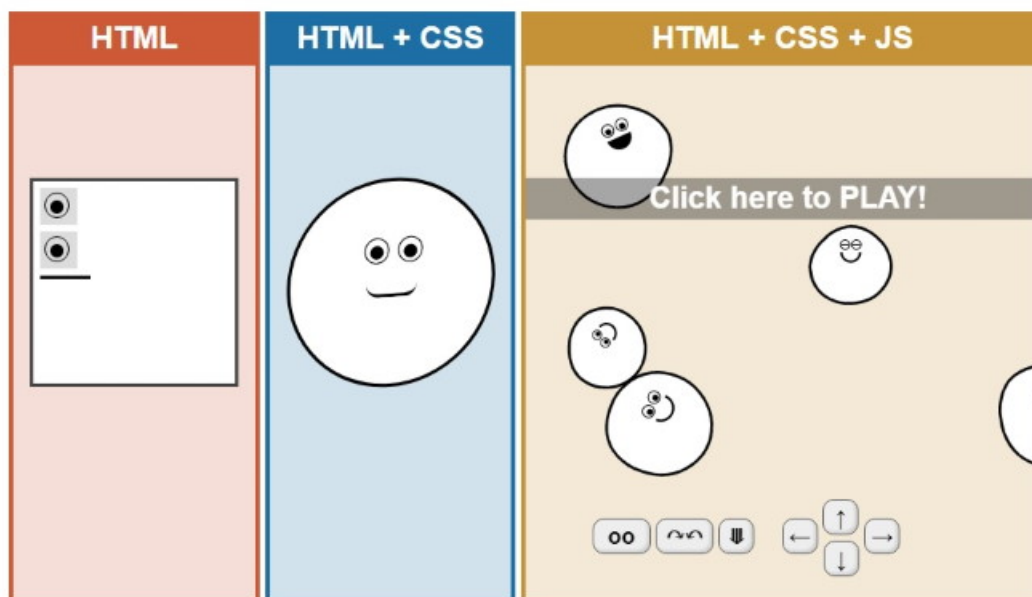 HTML
HTML + CSS
HTML + CSS + JS
Click here to PLAY!
oo
↑
← →
↓